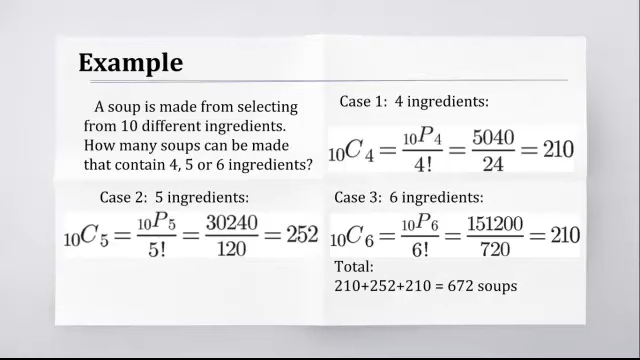 Example
A soup is made from selecting
from 10 different ingredients.
How many soups can be made
that contain 4, 5 or 6 ingredients?
Case 1:  4 ingredients:
₁₀C₄ = ₁₀P₄/4! = 5040/24 = 210
Case 2:  5 ingredients:
₁₀C₅ = ₁₀P₅/5! = 30240/120 = 252
Case 3:  6 ingredients:
₁₀C₆ = ₁₀P₆/6! = 151200/720 = 210
Total:
210+252+210 = 672 soups